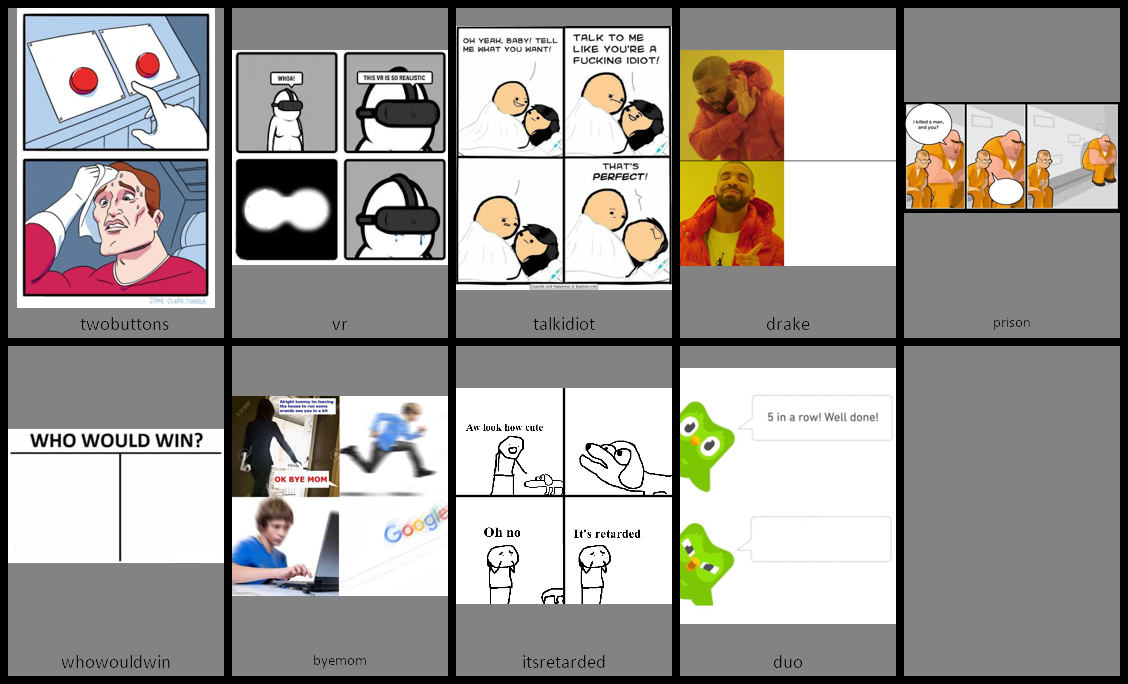 JAKE-CLARK.TUMBLR
twobuttons
WHOA!
THIS VR IS SO REALISTIC
vr
OH YEAH, BABY! TELL
ME WHAT YOU WANT!
TALK TO ME
LIKE YOU'RE A
FUCKING IDIOT!
THAT'S
PERFECT!
Cyanide and Happiness © Explosm.net
talkidiot
drake
I killed a man,
and you?
prison
WHO WOULD WIN?
whowouldwin
Alright tummy im leaving
the house to run some
erands see you in a bit
OK BYE MOM
Google
byemom
Aw look how cute
Oh no
It's retarded
itsretarded
5 in a row! Well done!
duo